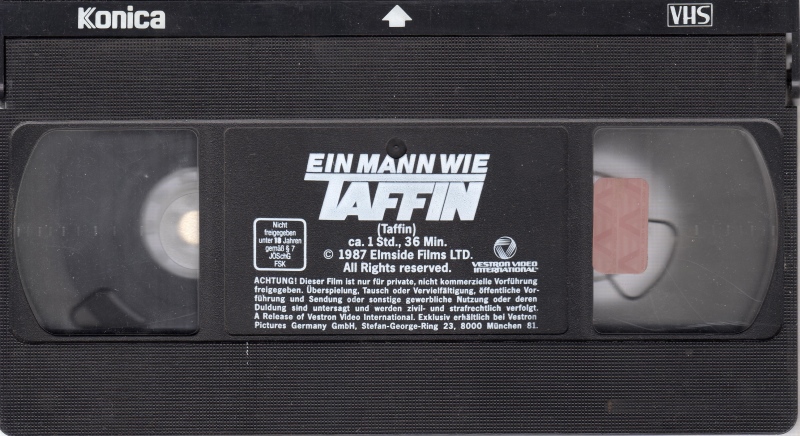 Konica
VHS
EIN MANN WIE
TAFFIN
(Taffin)
ca. 1 Std., 36 Min.
© 1987 Elmside Films LTD.
All Rights reserved.
Nicht
freigegeben
unter 18 Jahren
gemäß § 7
JÖSchG
FSK
VESTRON VIDEO
INTERNATIONAL
ACHTUNG! Dieser Film ist nur für private, nicht kommerzielle Vorführung
freigegeben. Überspielung, Tausch oder Vervielfältigung, öffentliche Vor-
führung und Sendung oder sonstige gewerbliche Nutzung oder deren
Duldung sind untersagt und werden zivil- und strafrechtlich verfolgt.
A Release of Vestron Video International. Exklusiv erhältlich bei Vestron
Pictures Germany GmbH, Stefan-George-Ring 23, 8000 München 81.